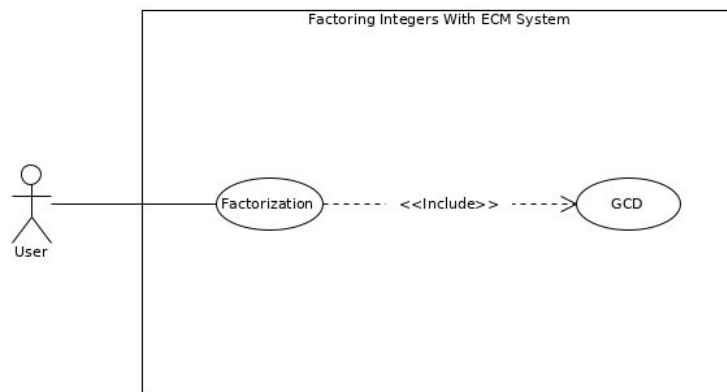 Factoring Integers With ECM System
Factorization
<<Include>>
GCD
User